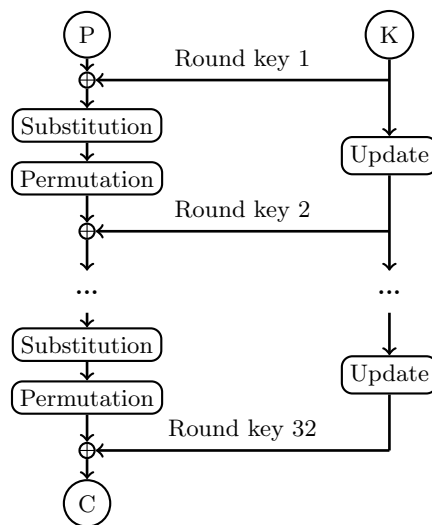 P
K
Round key 1
Substitution
Update
Permutation
Round key 2
...
...
Substitution
Update
Permutation
Round key 32
C